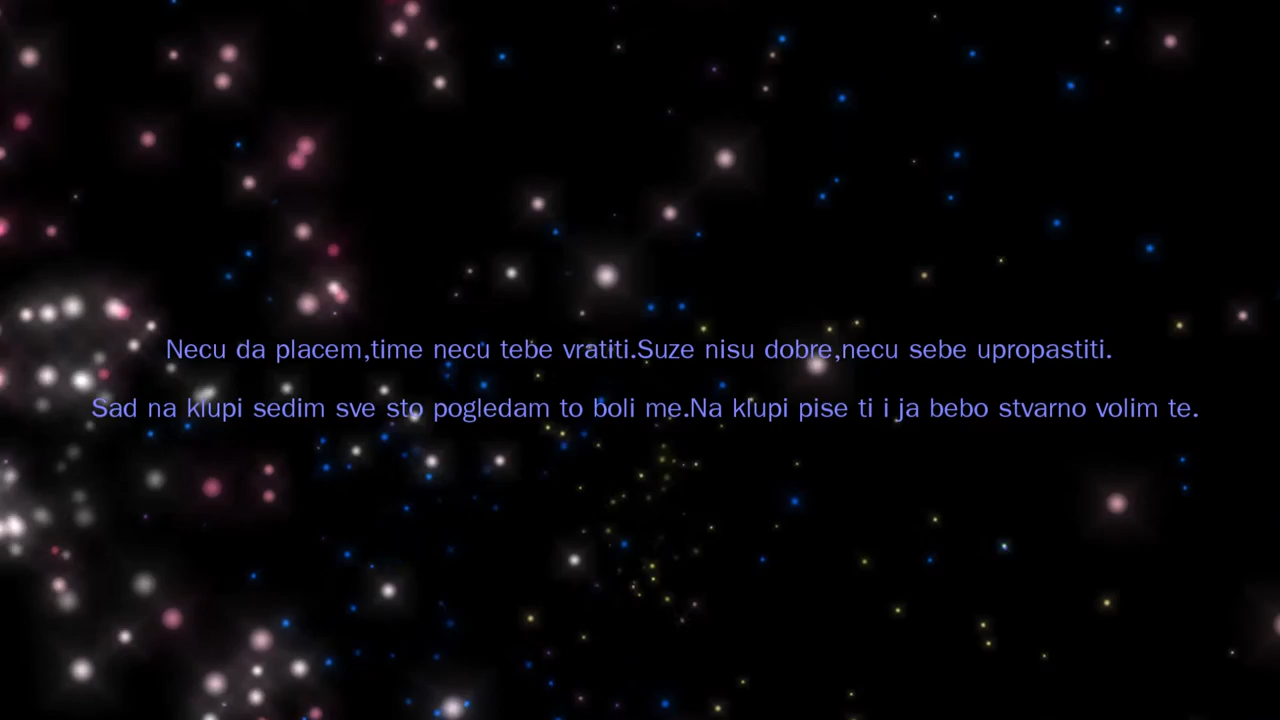 Necu da placem,time necu tebe vratiti.Suze nisu dobre,necu sebe upropastiti.
Sad na klupi sedim sve sto pogledam to boli me.Na klupi pise ti i ja bebo stvarno volim te.